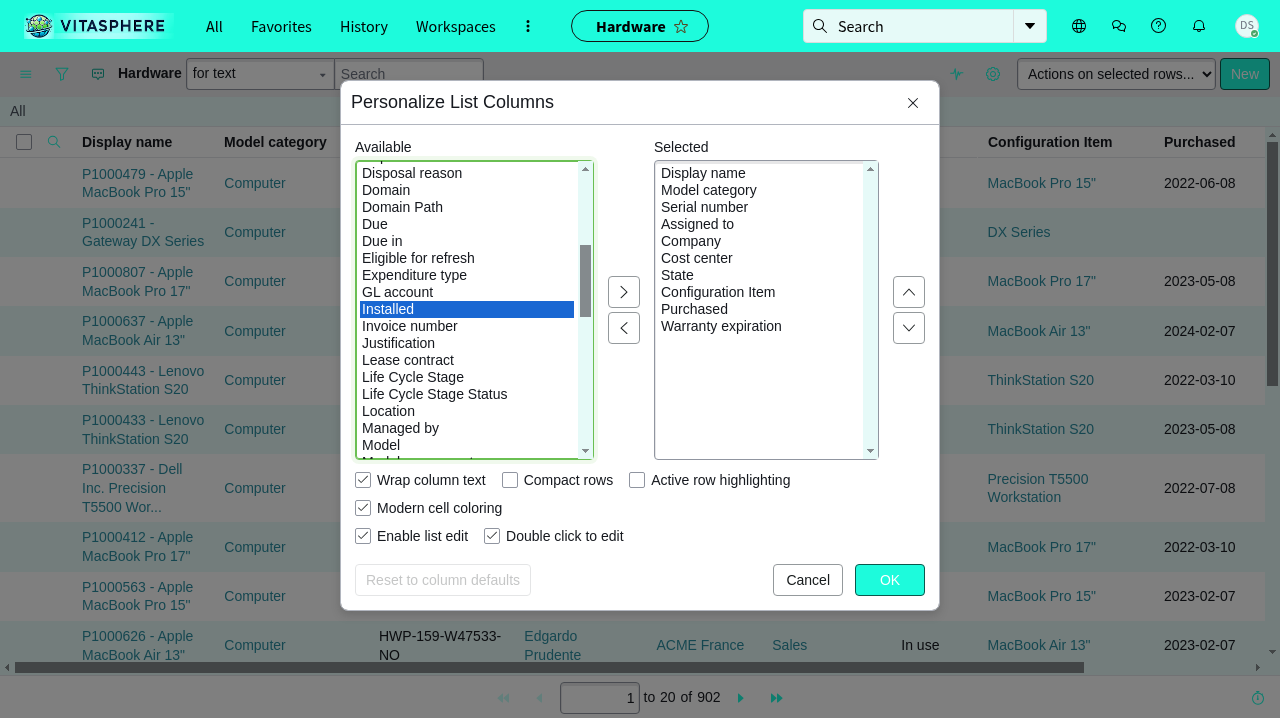 VITASPHERE
All
Favorites
History
Workspaces
Hardware
Search
DS
Hardware
for text
Search
Actions on selected rows...
New
All
Display name
Model category
Configuration Item
Purchased
P1000479 - Apple MacBook Pro 15"
Computer
MacBook Pro 15"
2022-06-08
P1000241 - Gateway DX Series
Computer
DX Series
P1000807 - Apple MacBook Pro 17"
Computer
MacBook Pro 17"
2023-05-08
P1000637 - Apple MacBook Air 13"
Computer
MacBook Air 13"
2024-02-07
P1000443 - Lenovo ThinkStation S20
Computer
ThinkStation S20
2022-03-10
P1000433 - Lenovo ThinkStation S20
Computer
ThinkStation S20
2023-05-08
P1000337 - Dell Inc. Precision T5500 Wor...
Computer
Precision T5500 Workstation
2022-07-08
P1000412 - Apple MacBook Pro 17"
Computer
MacBook Pro 17"
2022-03-10
P1000563 - Apple MacBook Pro 15"
Computer
MacBook Pro 15"
2023-02-07
P1000626 - Apple MacBook Air 13"
Computer
HWP-159-W47533-NO
Edgardo Prudente
ACME France
Sales
In use
MacBook Air 13"
2023-02-07
1 to 20 of 902
Personalize List Columns
Available
Disposal reason
Domain
Domain Path
Due
Due in
Eligible for refresh
Expenditure type
GL account
Installed
Invoice number
Justification
Lease contract
Life Cycle Stage
Life Cycle Stage Status
Location
Managed by
Model
Selected
Display name
Model category
Serial number
Assigned to
Company
Cost center
State
Configuration Item
Purchased
Warranty expiration
Wrap column text
Compact rows
Active row highlighting
Modern cell coloring
Enable list edit
Double click to edit
Reset to column defaults
Cancel
OK